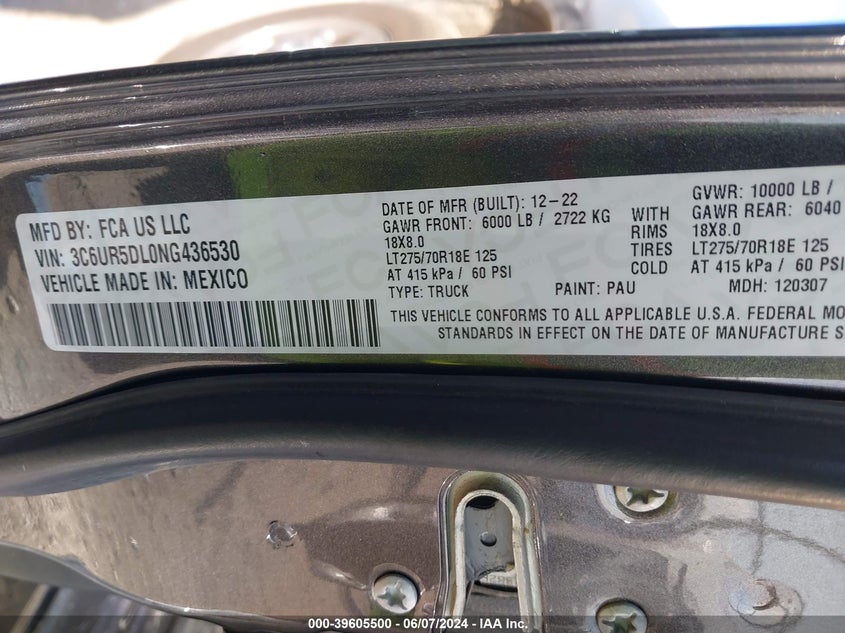 MFD BY: FCA US LLC
VIN: 3C6UR5DL0NG436530
VEHICLE MADE IN: MEXICO
DATE OF MFR (BUILT): 12-22
GVWR: 10000 LB /
GAWR FRONT: 6000 LB / 2722 KG WITH GAWR REAR: 6040
18X8.0 RIMS 18X8.0
LT275/70R18E 125 TIRES LT275/70R18E 125
AT 415 kPa / 60 PSI COLD AT 415 kPa / 60 PSI
TYPE: TRUCK PAINT: PAU MDH: 120307
THIS VEHICLE CONFORMS TO ALL APPLICABLE U.S.A. FEDERAL MO
STANDARDS IN EFFECT ON THE DATE OF MANUFACTURE S
000-39605500 - 06/07/2024 - IAA Inc.